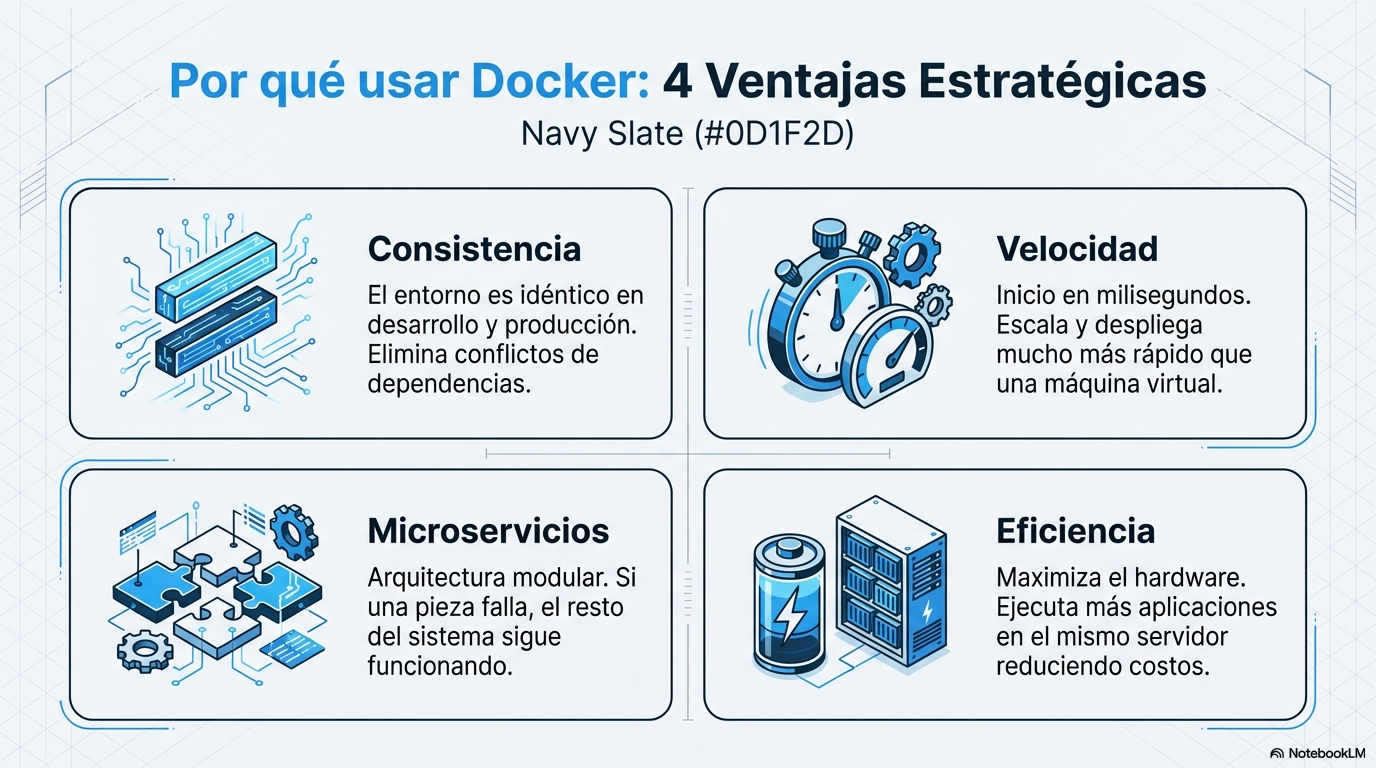 Por qué usar Docker: 4 Ventajas Estratégicas
Navy Slate (#0D1F2D)
Consistencia
El entorno es idéntico en
desarrollo y producción.
Elimina conflictos de
dependencias.
Velocidad
Inicio en milisegundos.
Escala y despliega
mucho más rápido que
una máquina virtual.
Microservicios
Arquitectura modular. Si
una pieza falla, el resto
del sistema sigue
funcionando.
Eficiencia
Maximiza el hardware.
Ejecuta más aplicaciones
en el mismo servidor
reduciendo costos.
NotebookLM